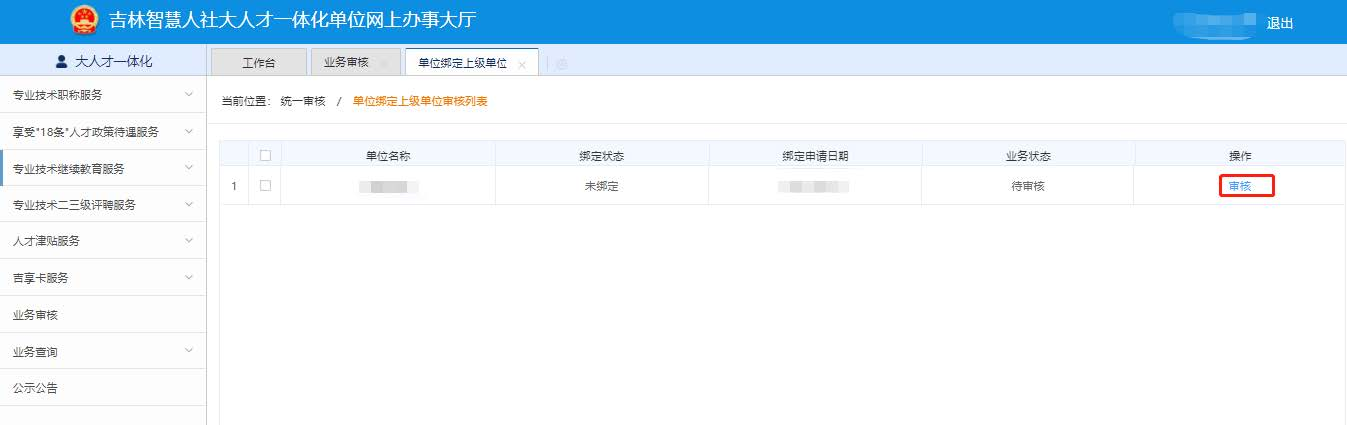 吉林智慧人社大人才一体化单位网上办事大厅
退出
大人才一体化
工作台
业务审核
单位绑定上级单位
专业技术职称服务
享受"18条"人才政策待遇服务
专业技术继续教育服务
专业技术二三级评聘服务
人才津贴服务
吉享卡服务
业务审核
业务查询
公示公告
当前位置： 统一审核 / 单位绑定上级单位审核列表
单位名称 绑定状态 绑定申请日期 业务状态 操作
1 未绑定 待审核 审核